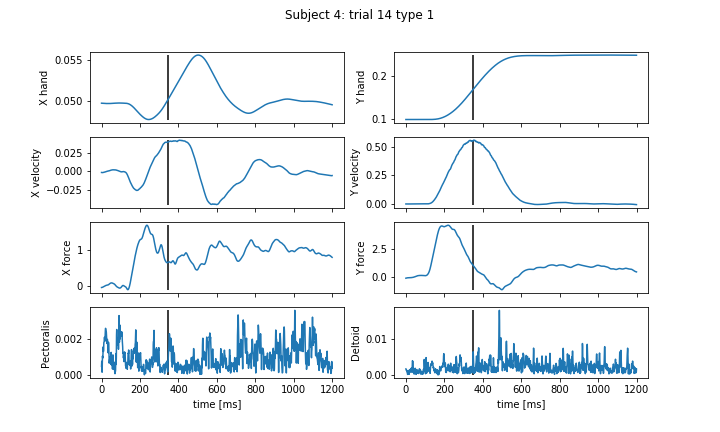 Subject 4: trial 14 type 1
X hand
0.055
0.050
Y hand
0.2
0.1
X velocity
0.025
0.000
−0.025
Y velocity
0.50
0.25
0.00
X force
1
0
Y force
2.5
0.0
Pectoralis
0.002
0.000
0 200 400 600 800 1000 1200
time [ms]
Deltoid
0.01
0.00
0 200 400 600 800 1000 1200
time [ms]